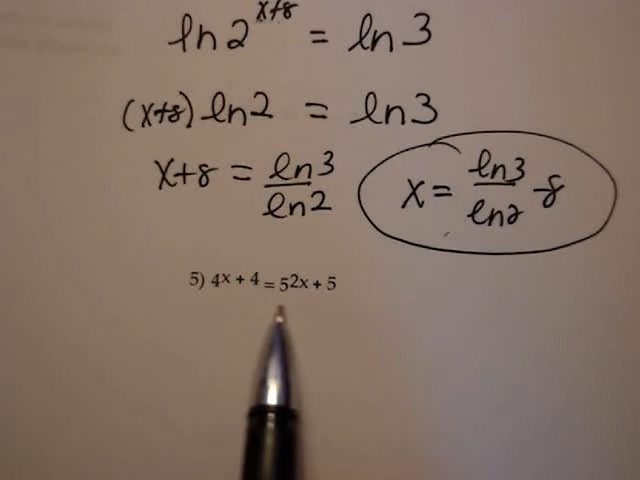 ln 2^(x+8) = ln 3
(x+8) ln 2 = ln 3
x+8 = ln 3 / ln 2
x = ln 3 / ln 2 - 8
5) 4^(x + 4) = 5^(2x + 5)